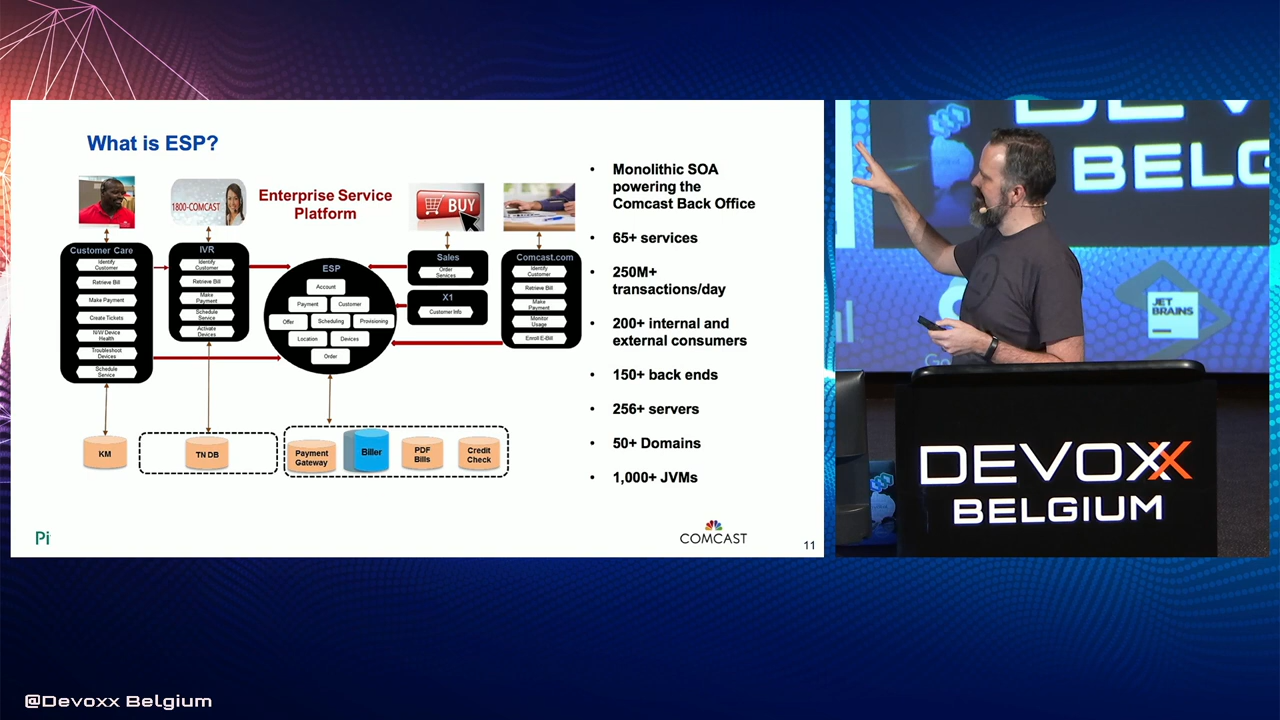 What is ESP?
1800-COMCAST
Enterprise Service
Platform
BUY
Customer Care
Identify
Customer
Retrieve Bill
Make Payment
Create Tickets
N/W/ Device
Health
Troubleshoot
Devices
Schedule
Service
IVR
Identify
Customer
Retrieve Bill
Make
Payment
Schedule
Service
Activate
Devices
ESP
Account
Payment
Customer
Offer
Scheduling
Provisioning
Location
Devices
Order
Sales
Order
Services
X1
Customer Info
Comcast.com
Identify
Customer
Retrieve Bill
Make
Payment
Monitor
Usage
Enroll E-Bill
KM
TN DB
Payment
Gateway
Biller
PDF
Bills
Credit
Check
• Monolithic SOA
powering the
Comcast Back Office
• 65+ services
• 250M+
transactions/day
• 200+ internal and
external consumers
• 150+ back ends
• 256+ servers
• 50+ Domains
• 1,000+ JVMs
Pi
COMCAST
11
DEV
BELG
JET
BRAINS
DEVOXX
BELGIUM
@Devoxx Belgium